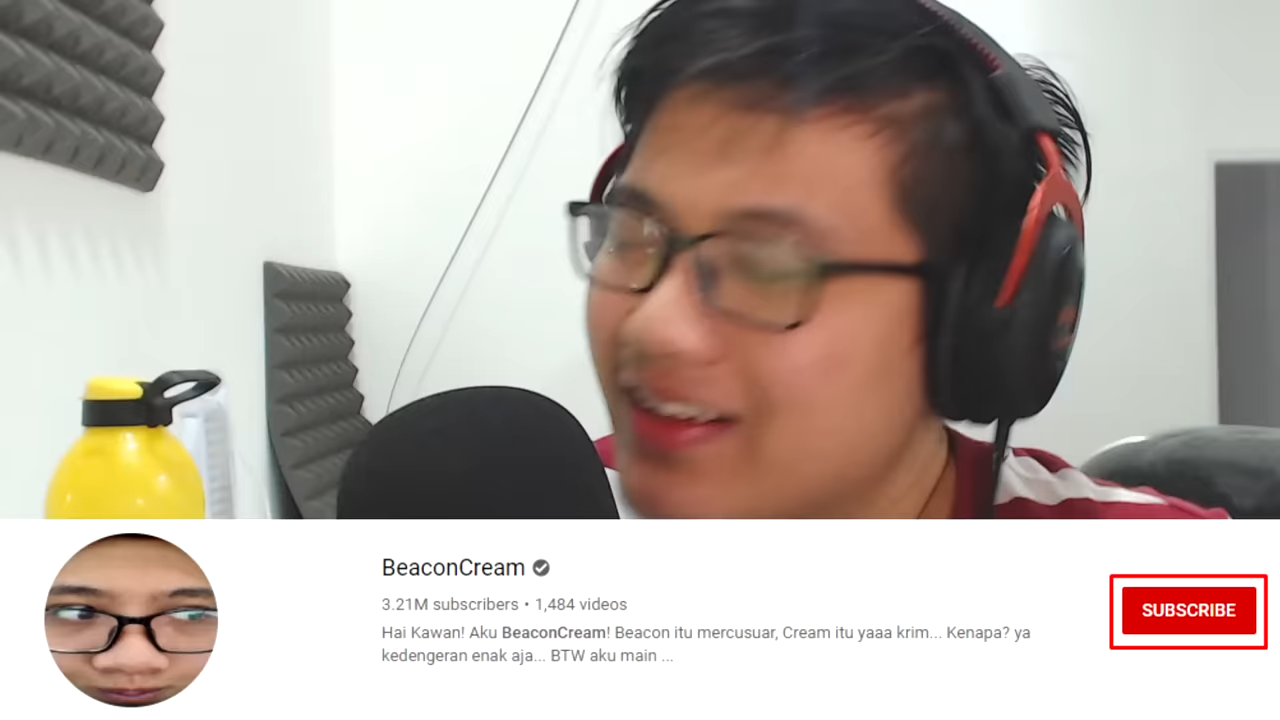 BeaconCream
3.21M subscribers • 1,484 videos
Hai Kawan! Aku BeaconCream! Beacon itu mercusuar, Cream itu yaaa krim... Kenapa? ya
kedengeran enak aja... BTW aku main ...
SUBSCRIBE